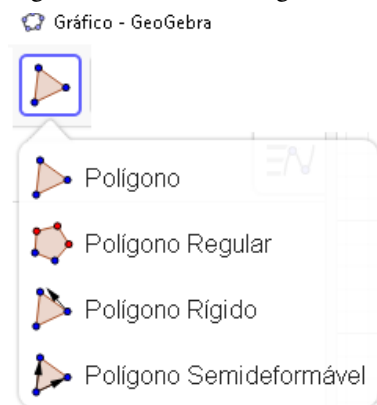 Gráfico - GeoGebra
Polígono
Polígono Regular
Polígono Rígido
Polígono Semideformável